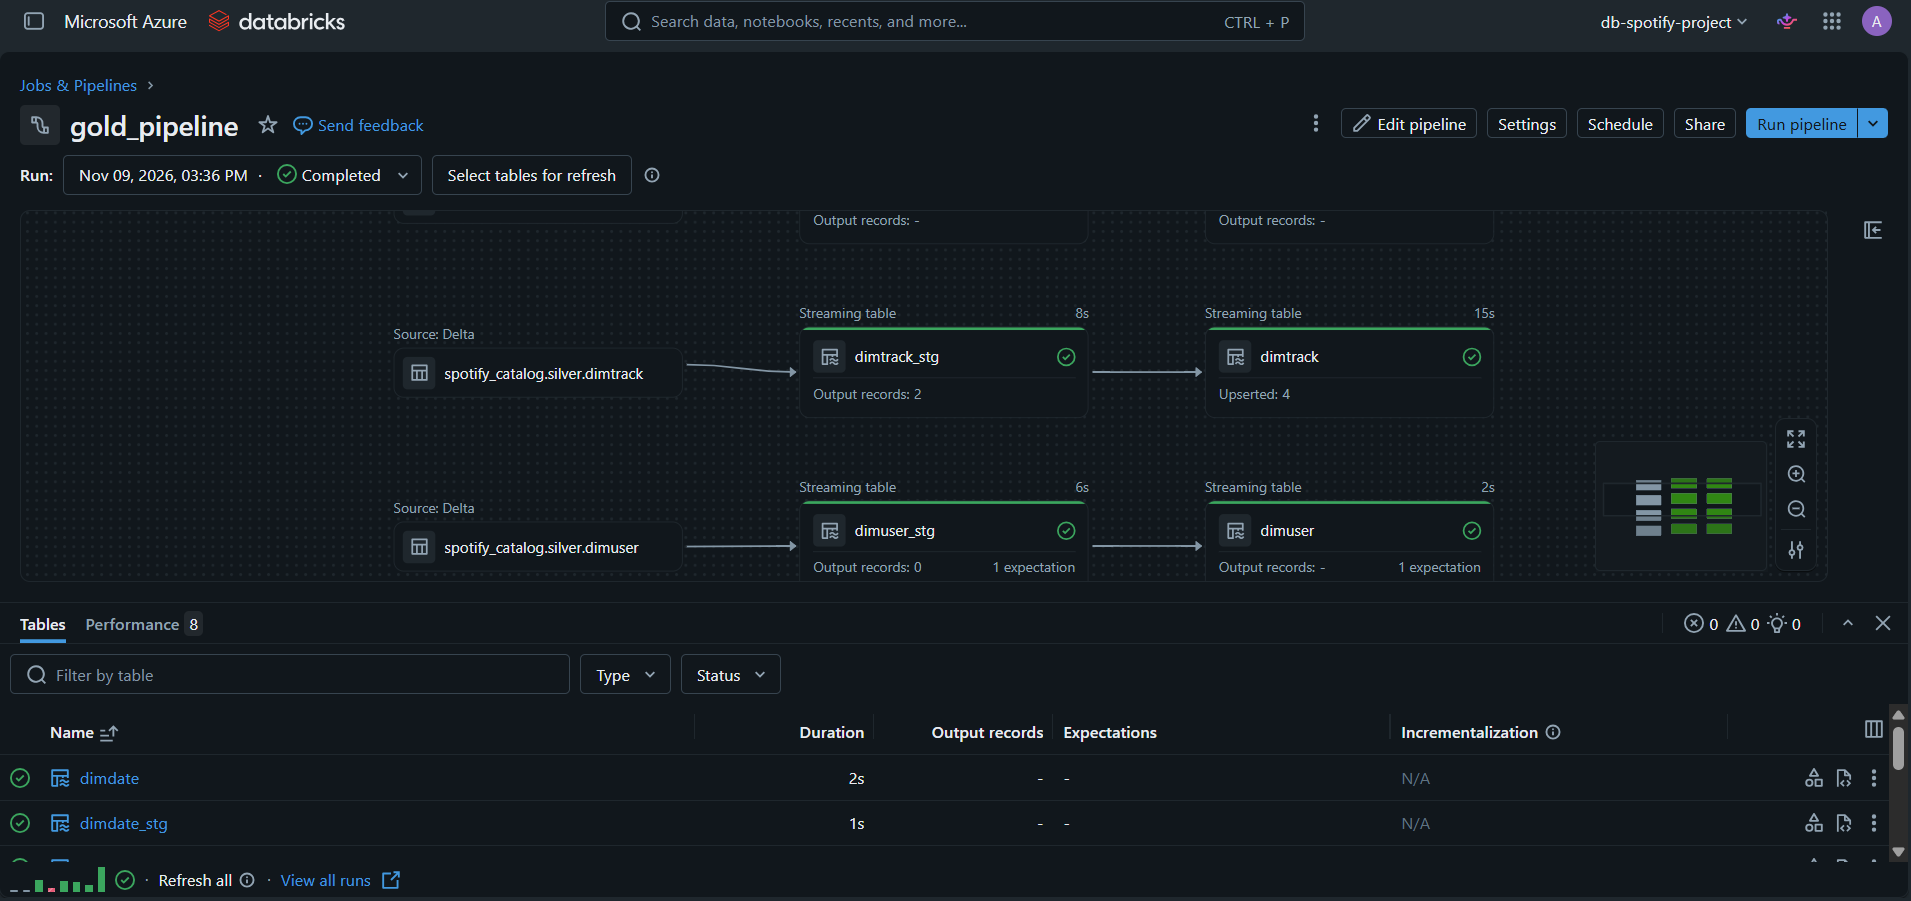 Microsoft Azure databricks
Search data, notebooks, recents, and more... CTRL + P
db-spotify-project
A
Jobs & Pipelines
gold_pipeline
Send feedback
Edit pipeline
Settings
Schedule
Share
Run pipeline
Run: Nov 09, 2026, 03:36 PM · Completed
Select tables for refresh
Output records: -
Output records: -
Source: Delta
spotify_catalog.silver.dimtrack
Streaming table 8s
dimtrack_stg
Output records: 2
Streaming table 15s
dimtrack
Upserted: 4
Source: Delta
spotify_catalog.silver.dimuser
Streaming table 6s
dimuser_stg
Output records: 0 1 expectation
Streaming table 2s
dimuser
Output records: - 1 expectation
Tables Performance 8
0 0 0
Filter by table
Type
Status
Name Duration Output records Expectations Incrementalization
dimdate 2s - - N/A
dimdate_stg 1s - - N/A
· Refresh all · View all runs